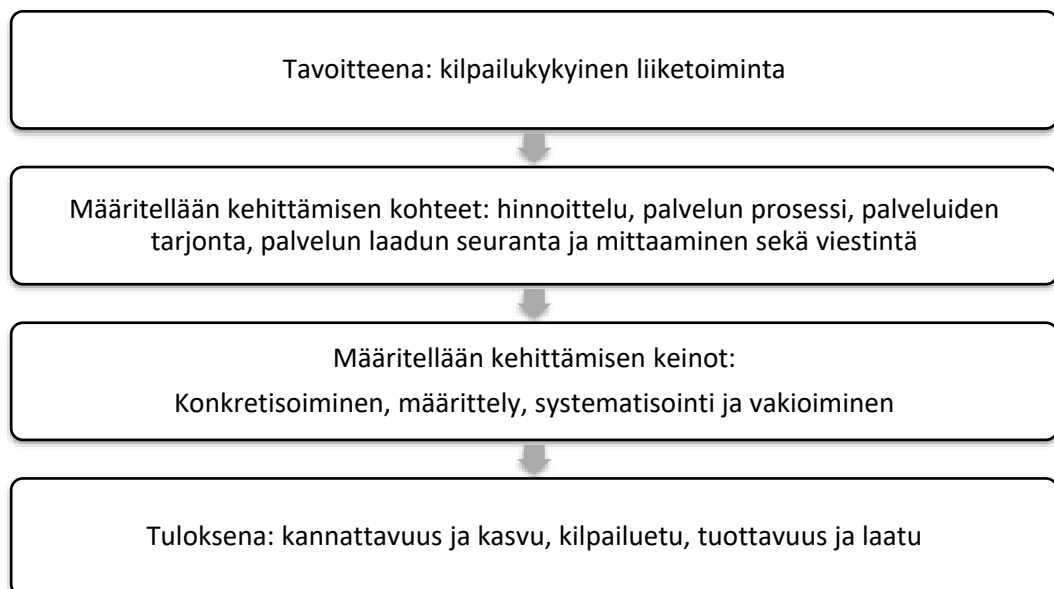 Tavoitteena: kilpailukykyinen liiketoiminta
Määritellään kehittämisen kohteet: hinnoittelu, palvelun prosessi, palveluiden
tarjonta, palvelun laadun seuranta ja mittaaminen sekä viestintä
Määritellään kehittämisen keinot:
Konkretisoiminen, määrittely, systematisointi ja vakioiminen
Tuloksena: kannattavuus ja kasvu, kilpailuetu, tuottavuus ja laatu